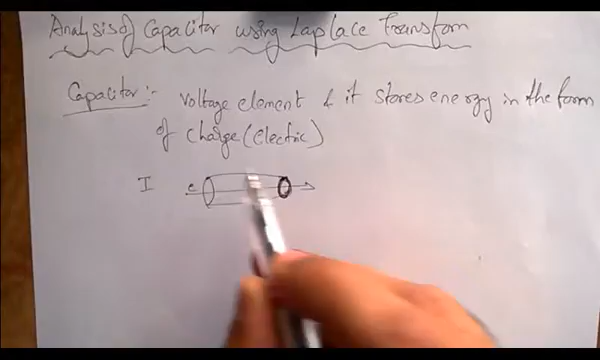 Analysis of Capacitor using Laplace Transform
Capacitor:- Voltage element & it stores energy in the form
of charge (Electric)
I e